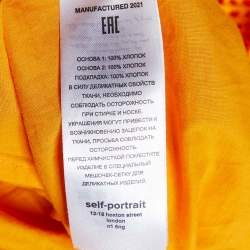 MANUFACTURED 2021
EAC
ОСНОВА 1: 100% ХЛОПОК
ОСНОВА 2: 100% ХЛОПОК
ПОДКЛАДКА: 100% ХЛОПОК
В СИЛУ ДЕЛИКАТНЫХ СВОЙСТВ
ТКАНИ, НЕОБХОДИМО
СОБЛЮДАТЬ ОСТОРОЖНОСТЬ
ПРИ СТИРКЕ И НОСКЕ.
УКРАШЕНИЯ МОГУТ ПРИВЕСТИ К
ВОЗНИКНОВЕНИЮ ЗАЦЕПОК НА
ТКАНИ, ПРОСЬБА СОБЛЮДАТЬ
ОСТОРОЖНОСТЬ.
ПЕРЕД ХИМЧИСТКОЙ ПОМЕСТИТЕ
ИЗДЕЛИЕ В СПЕЦИАЛЬНЫЙ
МЕШОЧЕК-СЕТКУ ДЛЯ
ДЕЛИКАТНЫХ ИЗДЕЛИЙ
self-portrait
hoxton street
london
n1 6ng